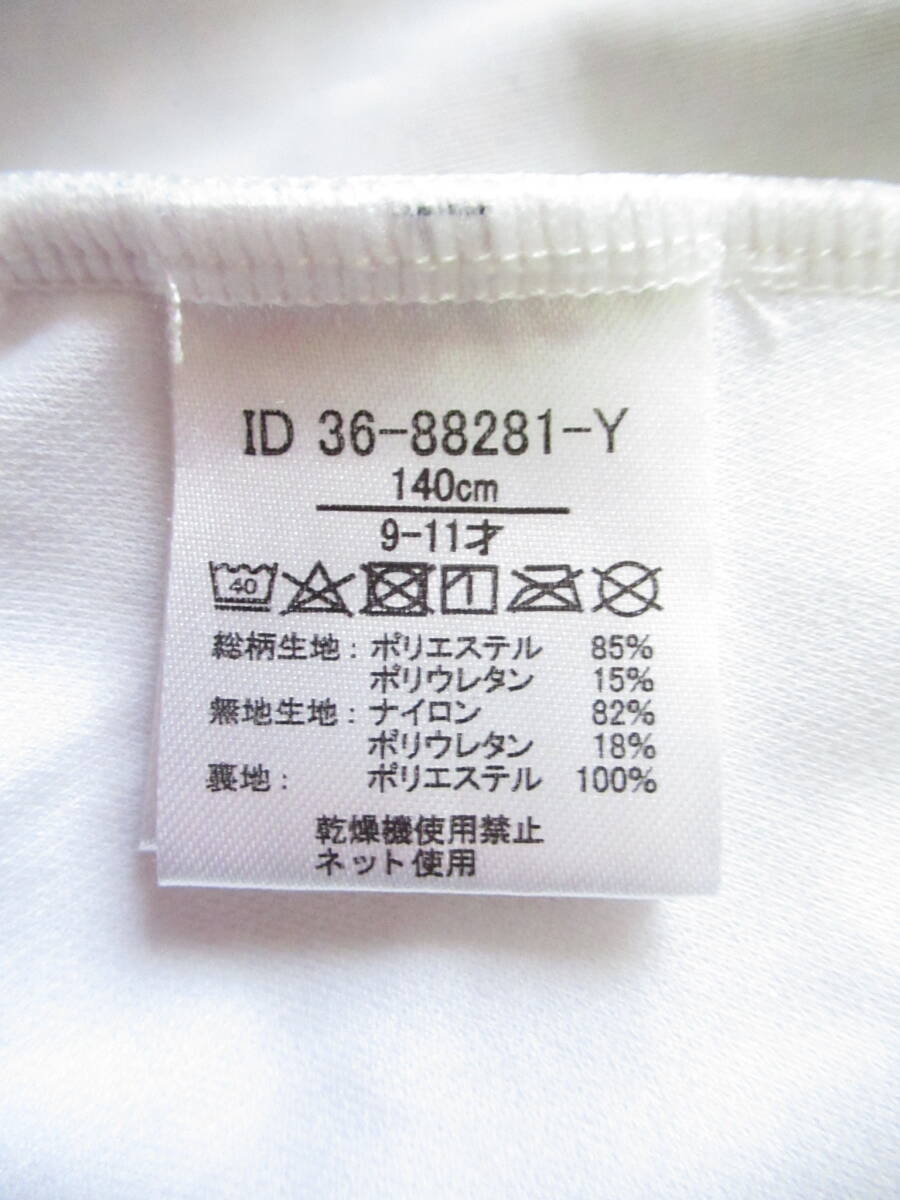 ID 36-88281-Y
140cm
9-11才
40
総柄生地：ポリエステル 85%
ポリウレタン 15%
無地生地：ナイロン 82%
ポリウレタン 18%
裏地： ポリエステル 100%
乾燥機使用禁止
ネット使用